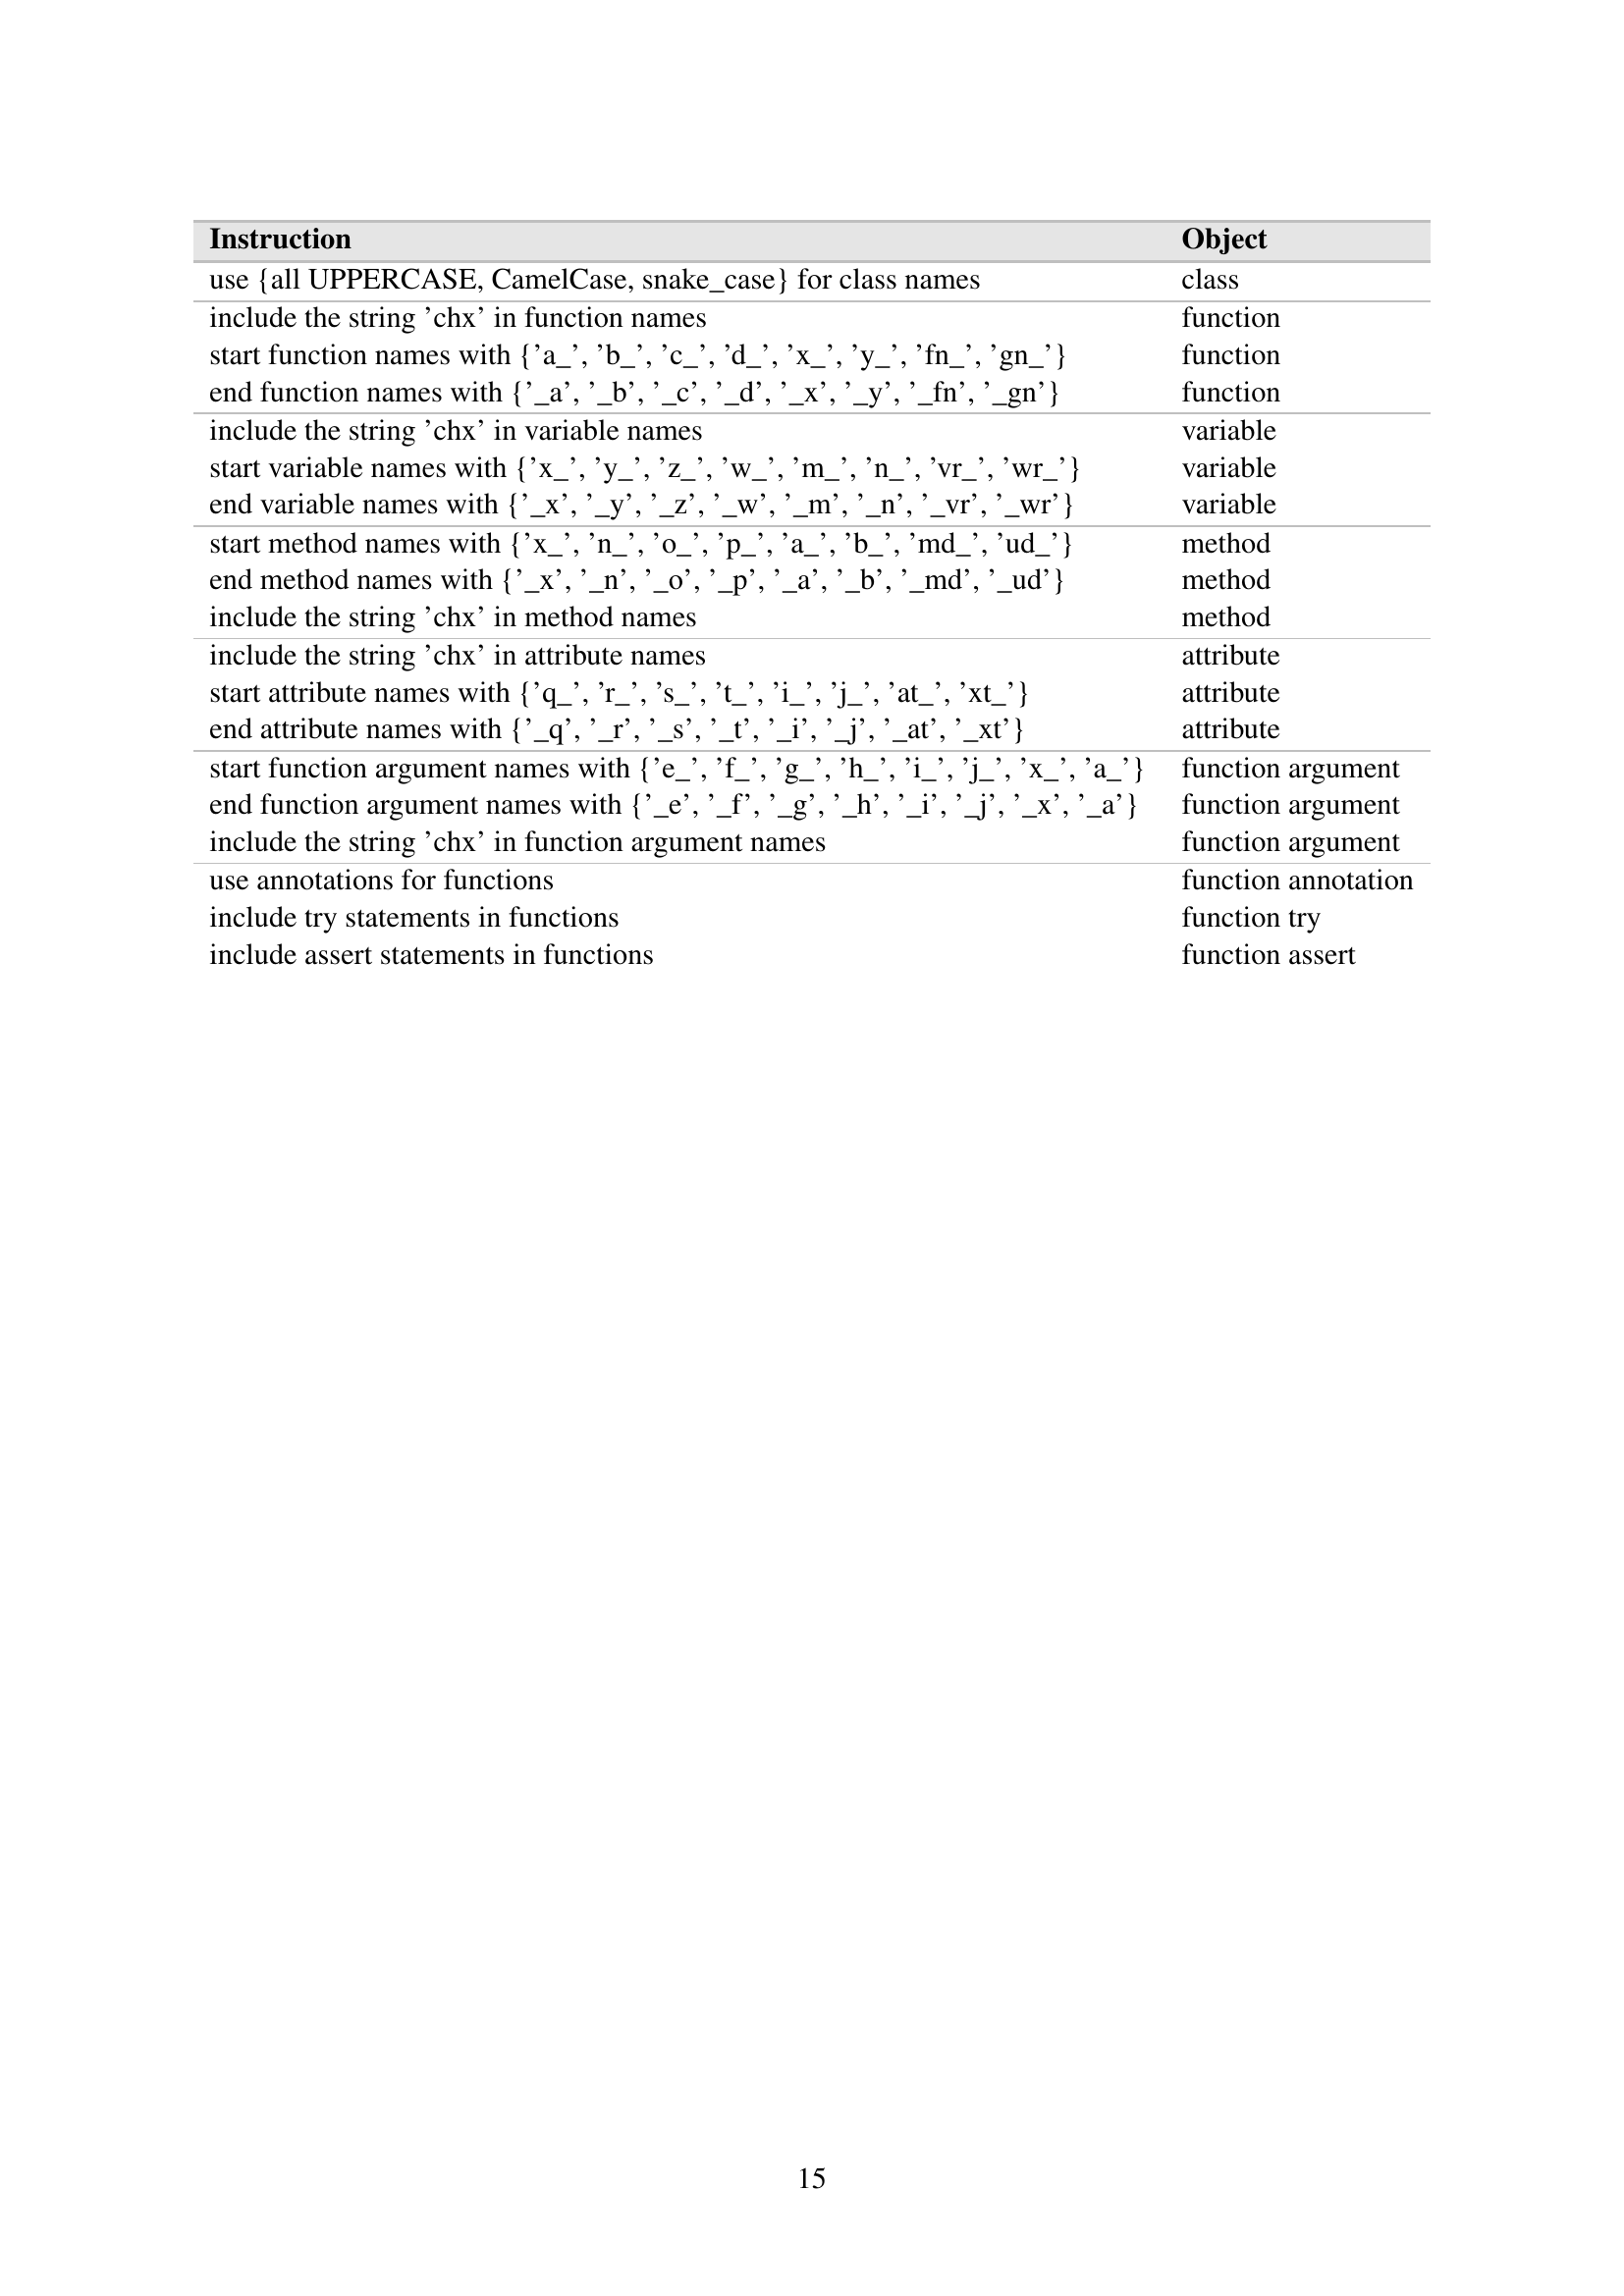 Instruction Object
use {all UPPERCASE, CamelCase, snake_case} for class names class
include the string ’chx’ in function names function
start function names with {’a_’, ’b_’, ’c_’, ’d_’, ’x_’, ’y_’, ’fn_’, ’gn_’} function
end function names with {’_a’, ’_b’, ’_c’, ’_d’, ’_x’, ’_y’, ’_fn’, ’_gn’} function
include the string ’chx’ in variable names variable
start variable names with {’x_’, ’y_’, ’z_’, ’w_’, ’m_’, ’n_’, ’vr_’, ’wr_’} variable
end variable names with {’_x’, ’_y’, ’_z’, ’_w’, ’_m’, ’_n’, ’_vr’, ’_wr’} variable
start method names with {’x_’, ’n_’, ’o_’, ’p_’, ’a_’, ’b_’, ’md_’, ’ud_’} method
end method names with {’_x’, ’_n’, ’_o’, ’_p’, ’_a’, ’_b’, ’_md’, ’_ud’} method
include the string ’chx’ in method names method
include the string ’chx’ in attribute names attribute
start attribute names with {’q_’, ’r_’, ’s_’, ’t_’, ’i_’, ’j_’, ’at_’, ’xt_’} attribute
end attribute names with {’_q’, ’_r’, ’_s’, ’_t’, ’_i’, ’_j’, ’_at’, ’_xt’} attribute
start function argument names with {’e_’, ’f_’, ’g_’, ’h_’, ’i_’, ’j_’, ’x_’, ’a_’} function argument
end function argument names with {’_e’, ’_f’, ’_g’, ’_h’, ’_i’, ’_j’, ’_x’, ’_a’} function argument
include the string ’chx’ in function argument names function argument
use annotations for functions function annotation
include try statements in functions function try
include assert statements in functions function assert
15